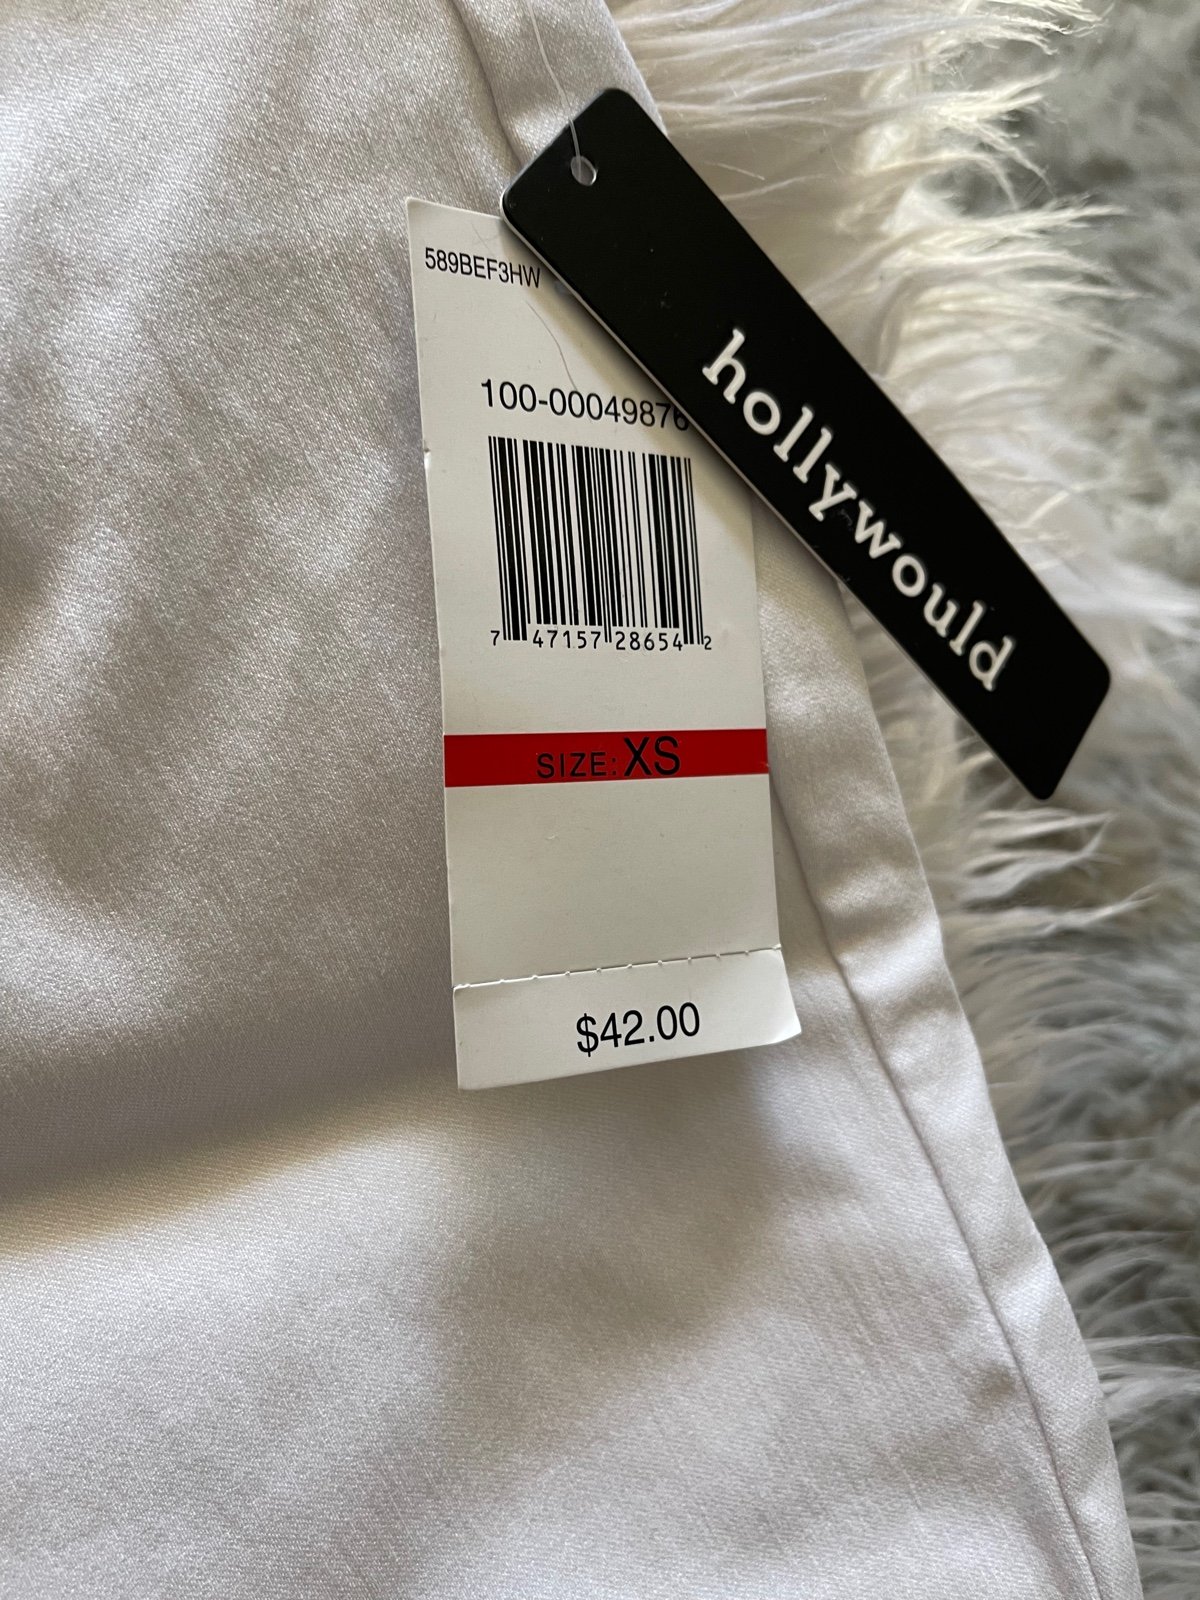 589BEF3HW
100-00049876
7 47157 28654 2
SIZE: XS
$42.00
hollywould